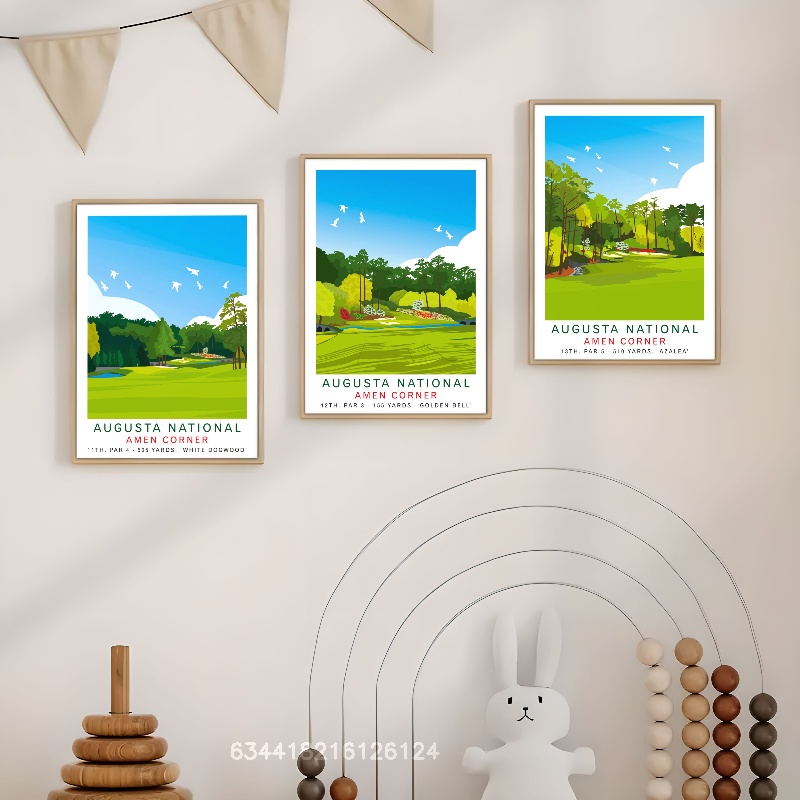 AUGUSTA NATIONAL
AMEN CORNER
11TH. PAR 4 - 505 YARDS. 'WHITE DOGWOOD'
AUGUSTA NATIONAL
AMEN CORNER
12TH. PAR 3 - 155 YARDS. 'GOLDEN BELL'
AUGUSTA NATIONAL
AMEN CORNER
13TH. PAR 5 - 510 YARDS. 'AZALEA'
634418216126124